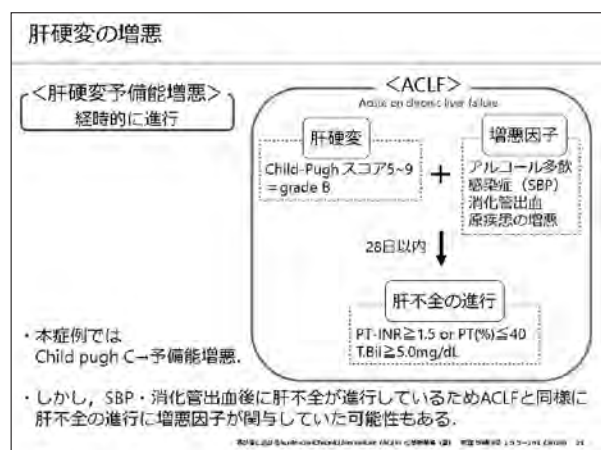 肝硬変の増悪
<肝硬変予備能増悪>
経時的に進行
<ACLF>
Acute on chronic liver failure
肝硬変
Child-Pugh スコア5~9
=grade B
+
増悪因子
アルコール多飲
感染症（SBP）
消化管出血
原疾患の増悪
28日以内
肝不全の進行
PT-INR≧1.5 or PT(%)≦40
T.Bil≧5.0mg/dL
・本症例では
Child pugh C→予備能増悪.
・しかし，SBP・消化管出血後に肝不全が進行しているためACLFと同様に
肝不全の進行に増悪因子が関与していた可能性もある.